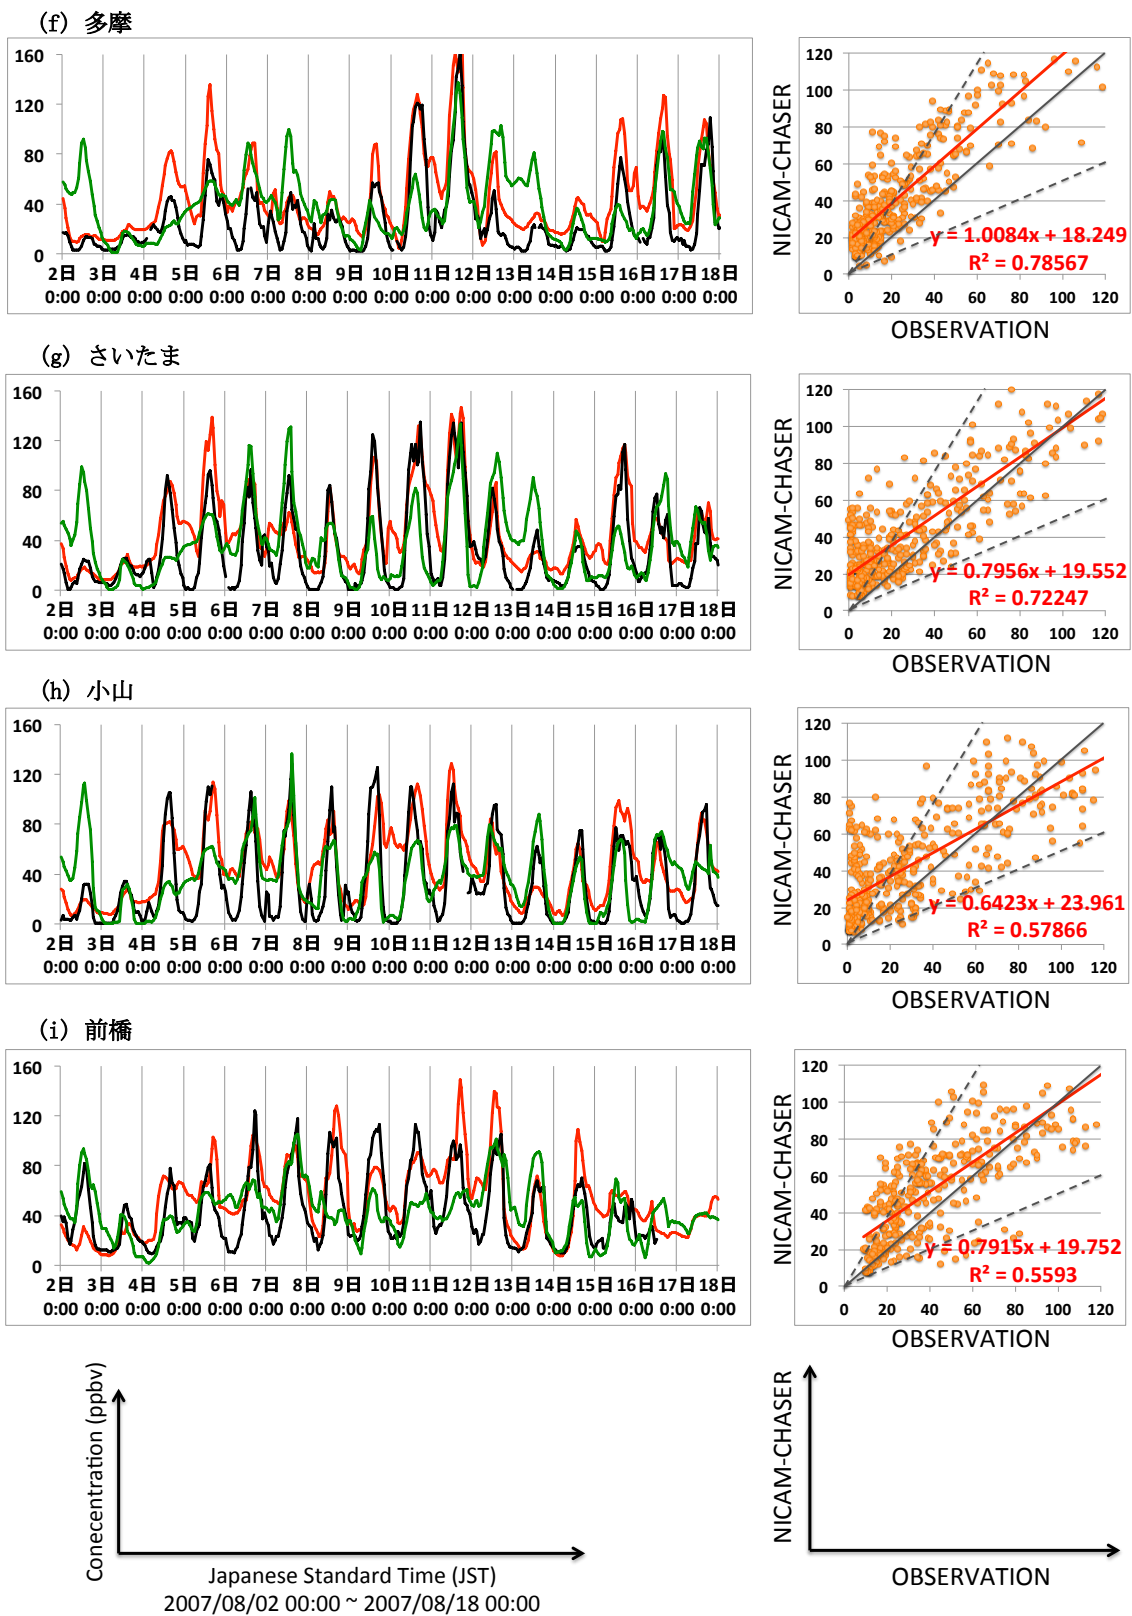 (f) 多摩
160
120
80
40
0
2日 3日 4日 5日 6日 7日 8日 9日 10日 11日 12日 13日 14日 15日 16日 17日 18日
0:00 0:00 0:00 0:00 0:00 0:00 0:00 0:00 0:00 0:00 0:00 0:00 0:00 0:00 0:00 0:00 0:00
NICAM-CHASER
120
100
80
60
40
20
0
y = 1.0084x + 18.249
R² = 0.78567
0 20 40 60 80 100 120
OBSERVATION
(g) さいたま
160
120
80
40
0
2日 3日 4日 5日 6日 7日 8日 9日 10日 11日 12日 13日 14日 15日 16日 17日 18日
0:00 0:00 0:00 0:00 0:00 0:00 0:00 0:00 0:00 0:00 0:00 0:00 0:00 0:00 0:00 0:00 0:00
NICAM-CHASER
120
100
80
60
40
20
0
y = 0.7956x + 19.552
R² = 0.72247
0 20 40 60 80 100 120
OBSERVATION
(h) 小山
160
120
80
40
0
2日 3日 4日 5日 6日 7日 8日 9日 10日 11日 12日 13日 14日 15日 16日 17日 18日
0:00 0:00 0:00 0:00 0:00 0:00 0:00 0:00 0:00 0:00 0:00 0:00 0:00 0:00 0:00 0:00 0:00
NICAM-CHASER
120
100
80
60
40
20
0
y = 0.6423x + 23.961
R² = 0.57866
0 20 40 60 80 100 120
OBSERVATION
(i) 前橋
160
120
80
40
0
2日 3日 4日 5日 6日 7日 8日 9日 10日 11日 12日 13日 14日 15日 16日 17日 18日
0:00 0:00 0:00 0:00 0:00 0:00 0:00 0:00 0:00 0:00 0:00 0:00 0:00 0:00 0:00 0:00 0:00
NICAM-CHASER
120
100
80
60
40
20
0
y = 0.7915x + 19.752
R² = 0.5593
0 20 40 60 80 100 120
OBSERVATION
Conecentration (ppbv)
Japanese Standard Time (JST)
2007/08/02 00:00 ~ 2007/08/18 00:00
NICAM-CHASER
OBSERVATION